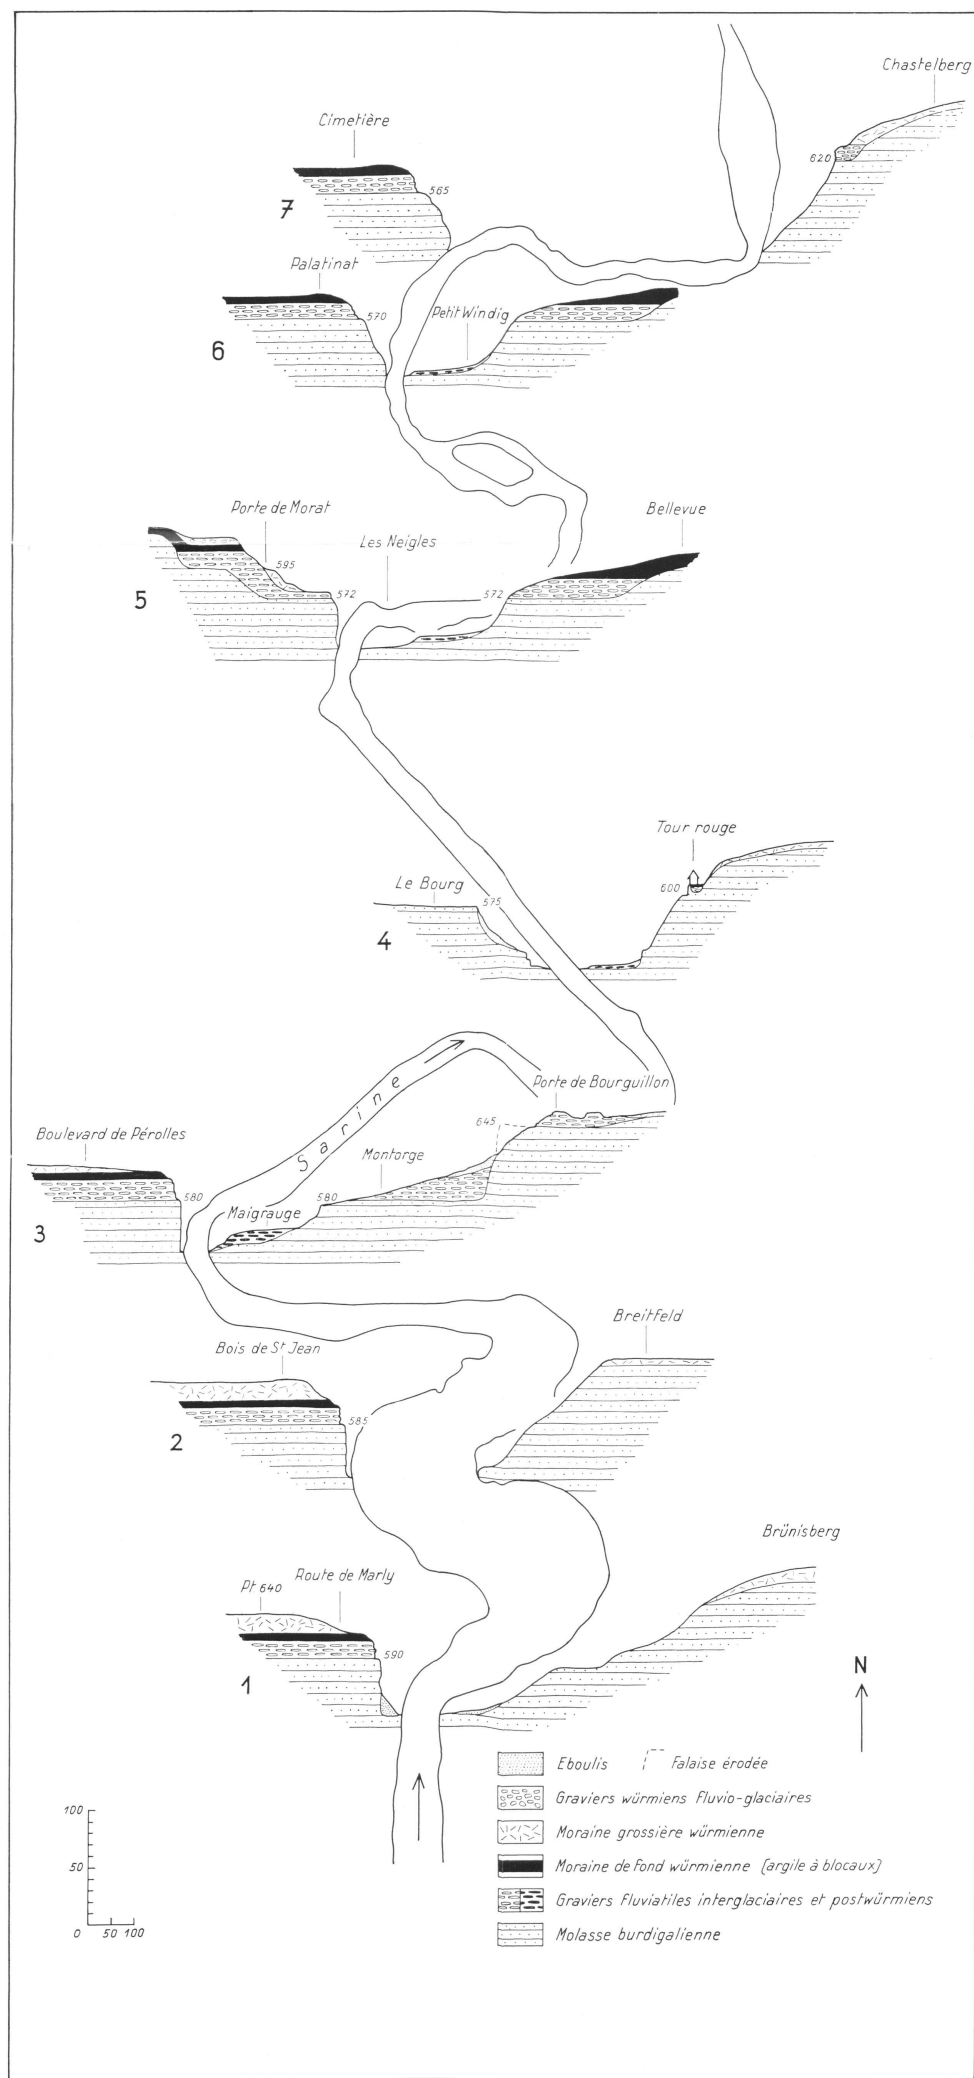 Chastelberg
Cimetière
620
565
7
Palatinat
570
Petit Windig
6
Porte de Morat
Bellevue
Les Neigles
595
572
572
5
Tour rouge
Le Bourg
600
575
4
Sarine
Porte de Bourguillon
645
Boulevard de Pérolles
Montorge
580
580
Maigrauge
3
Breitfeld
Bois de St Jean
585
2
Brünisberg
Route de Marly
Pt 640
590
1
N
Eboulis
Falaise érodée
Graviers würmiens fluvio-glaciaires
Moraine grossière würmienne
Moraine de fond würmienne (argile à blocaux)
Graviers fluviatiles interglaciaires et postwürmiens
Molasse burdigalienne
100
50
0 50 100